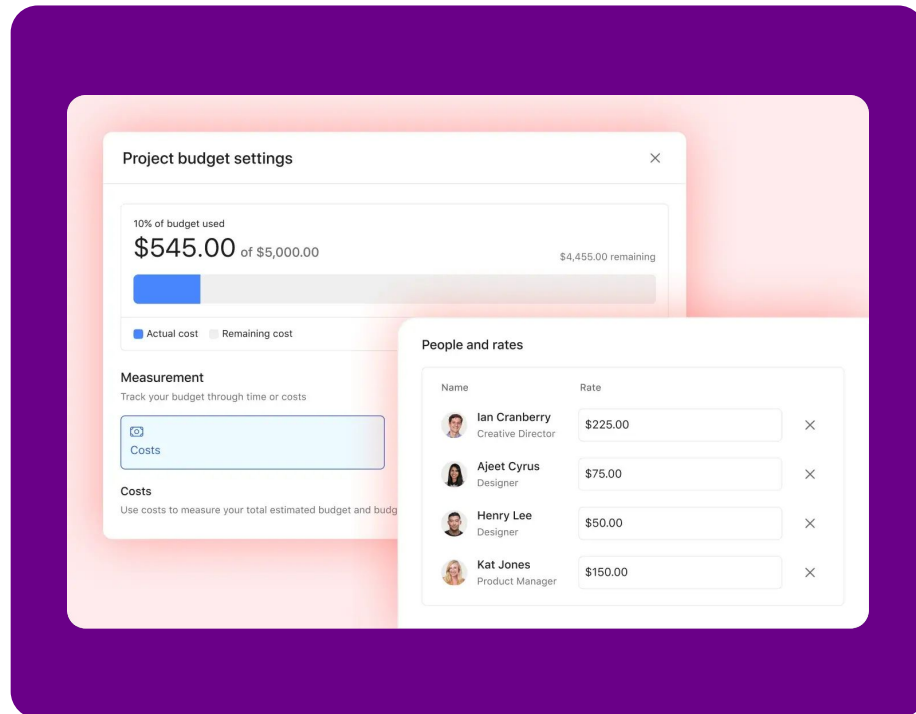 Project budget settings
10% of budget used
$545.00 of $5,000.00
$4,455.00 remaining
Actual cost
Remaining cost
Measurement
Track your budget through time or costs
Costs
Costs
Use costs to measure your total estimated budget and budg
People and rates
Name
Rate
Ian Cranberry
Creative Director
$225.00
Ajeet Cyrus
Designer
$75.00
Henry Lee
Designer
$50.00
Kat Jones
Product Manager
$150.00